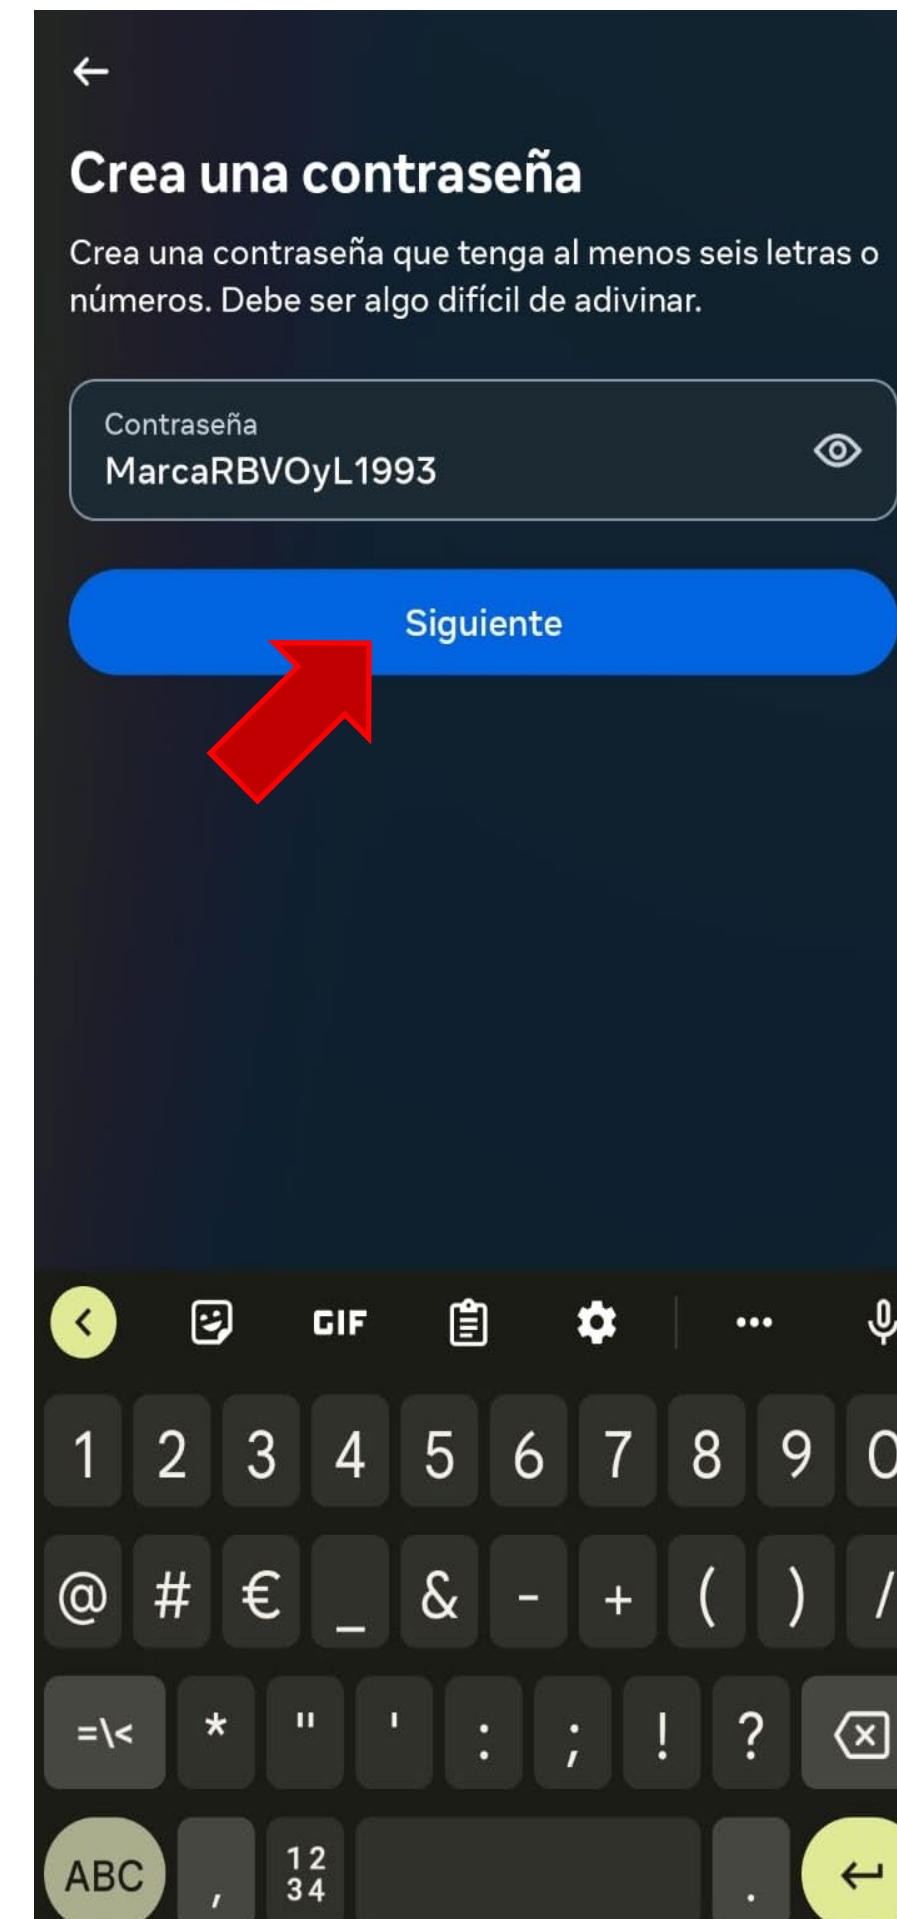 Crea una contraseña
Crea una contraseña que tenga al menos seis letras o
números. Debe ser algo difícil de adivinar.
Contraseña
MarcaRBVOyL1993
Siguiente
GIF
1 2 3 4 5 6 7 8 9 0
@ # € _ & - + ( ) /
=\< * " ' : ; ! ?
ABC , 12 34 .